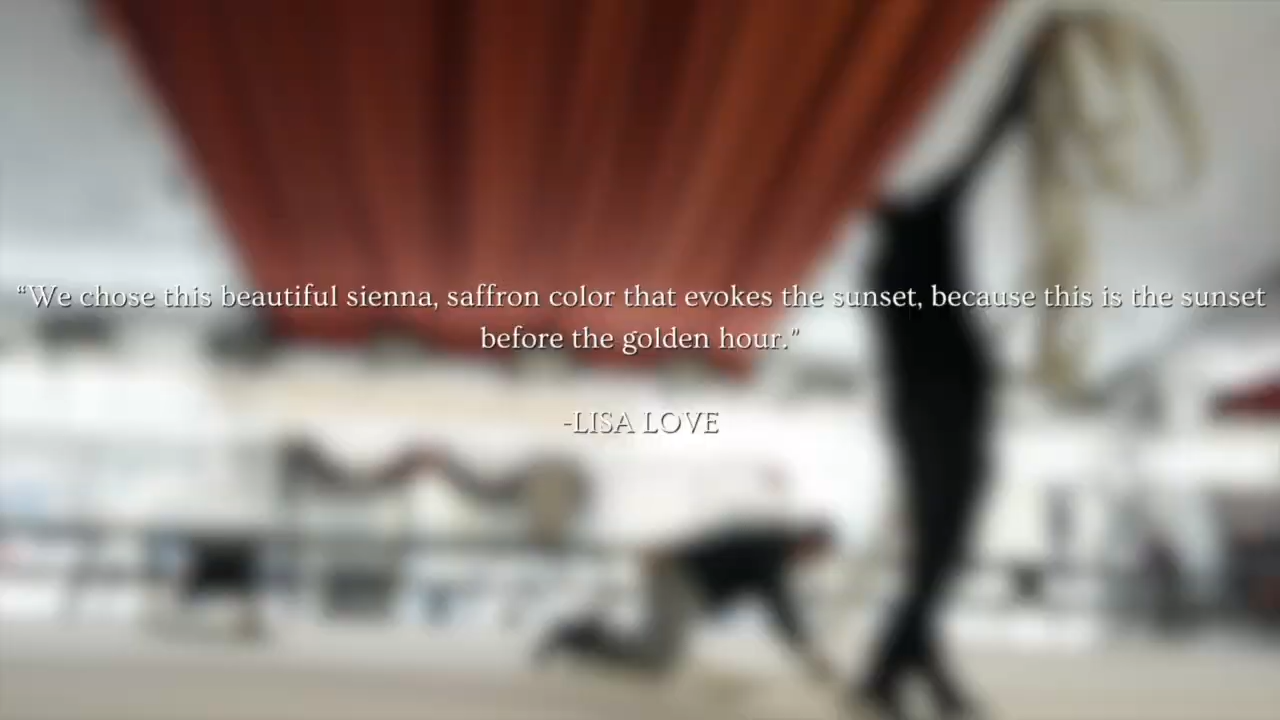 “We chose this beautiful sienna, saffron color that evokes the sunset, because this is the sunset
before the golden hour.”
-LISA LOVE